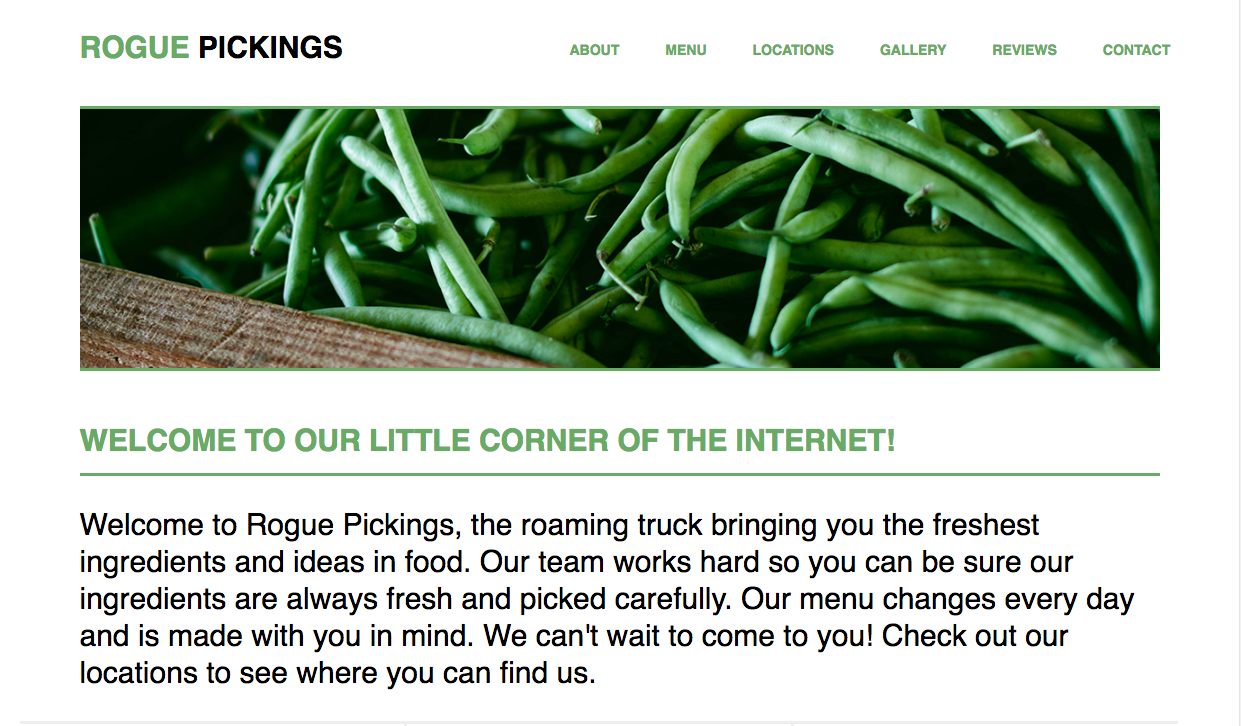 ROGUE PICKINGS
ABOUT MENU LOCATIONS GALLERY REVIEWS CONTACT
WELCOME TO OUR LITTLE CORNER OF THE INTERNET!
Welcome to Rogue Pickings, the roaming truck bringing you the freshest
ingredients and ideas in food. Our team works hard so you can be sure our
ingredients are always fresh and picked carefully. Our menu changes every day
and is made with you in mind. We can't wait to come to you! Check out our
locations to see where you can find us.